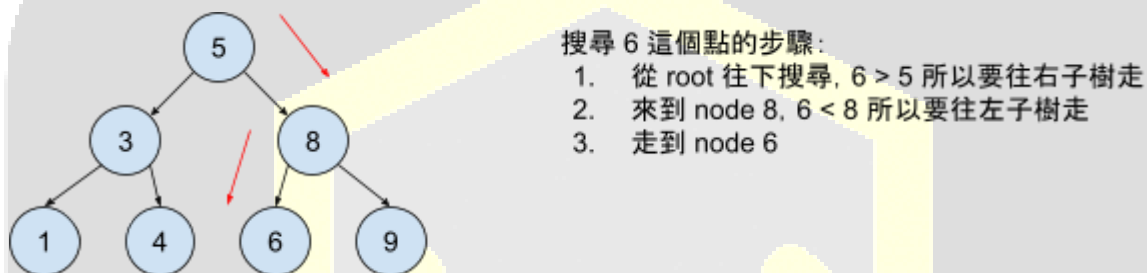 5
搜尋 6 這個點的步驟:
1. 從 root 往下搜尋, 6 > 5 所以要往右子樹走
2. 來到 node 8, 6 < 8 所以要往左子樹走
3. 走到 node 6
3
8
1
4
6
9